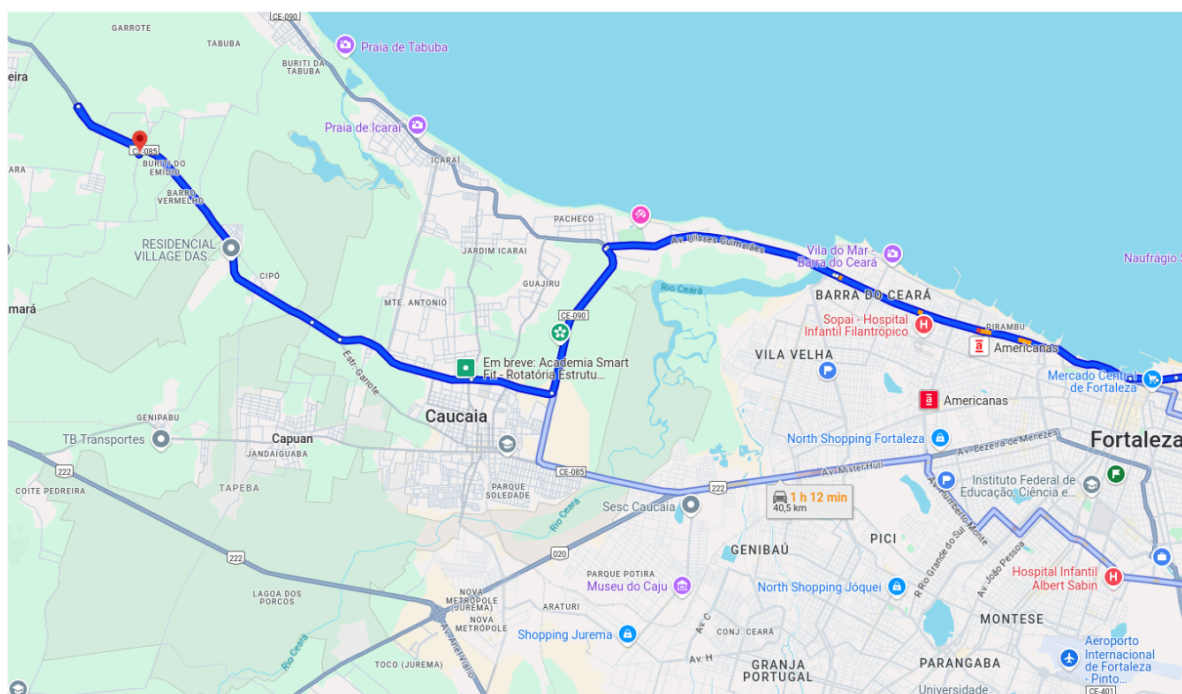 CE-090
GARROTE
TABUBA
Praia de Tabuba
BURITI DA
TABUBA
eira
Praia de Icaraí
CE-085
BURITI DO
EMÍDIO
ICARAÍ
BARRO
VERMELHO
PACHECO
Av. Ulisses Guimarães
RESIDENCIAL
VILLAGE DAS...
JARDIM ICARAI
Vila do Mar -
Barra do Ceará
Naufrágio S
CIPÓ
GUAJIRU
Rio Ceará
BARRA DO CEARÁ
MTE. ANTONIO
mará
CE-090
Sopai - Hospital
Infantil Filantrópico
PIRAMBU
Americanas
Estr. Garrote
Em breve: Academia Smart
Fit - Rotatória Estrutu...
VILA VELHA
Mercado Central
de Fortaleza
Caucaia
Americanas
GENIPABU
TB Transportes
Capuan
JANDAIGUABA
North Shopping Fortaleza
Av. Bezerra de Menezes
Fortaleza
222
CE-085
Av. Mister Hull
COITE PEDREIRA
TAPEBA
PARQUE
SOLEDADE
222
1 h 12 min
40,5 km
Instituto Federal de
Educação, Ciência e...
Rio Ceará
Sesc Caucaia
Av. Humberto Monte
222
020
GENIBAÚ
PICI
R Rio Grande do Sul
Av. João Pessoa
Hospital Infantil
Albert Sabin
PARQUE POTIRA
Museu do Caju
North Shopping Jóquei
LAGOA DOS
PORCOS
NOVA
METRÓPOLE
(JUREMA)
ARATURI
NOVA
METRÓPOLE
Av. C
MONTESE
Shopping Jurema
CONJ. CEARÁ
Rio Ceará
Av. H
Aeroporto
Internacional
de Fortaleza
- Pinto...
TOCO (JUREMA)
GRANJA
PORTUGAL
PARANGABA
Universidade
CE-401